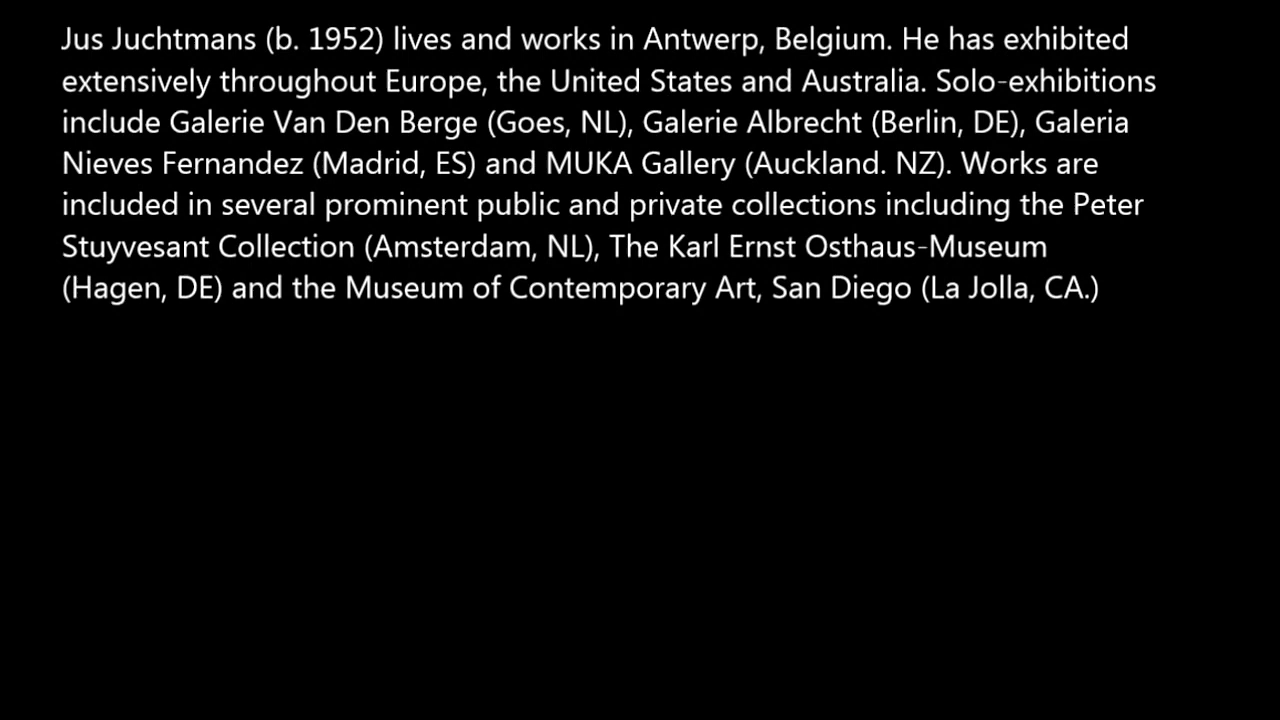 Jus Juchtmans (b. 1952) lives and works in Antwerp, Belgium. He has exhibited
extensively throughout Europe, the United States and Australia. Solo-exhibitions
include Galerie Van Den Berge (Goes, NL), Galerie Albrecht (Berlin, DE), Galeria
Nieves Fernandez (Madrid, ES) and MUKA Gallery (Auckland. NZ). Works are
included in several prominent public and private collections including the Peter
Stuyvesant Collection (Amsterdam, NL), The Karl Ernst Osthaus-Museum
(Hagen, DE) and the Museum of Contemporary Art, San Diego (La Jolla, CA.)